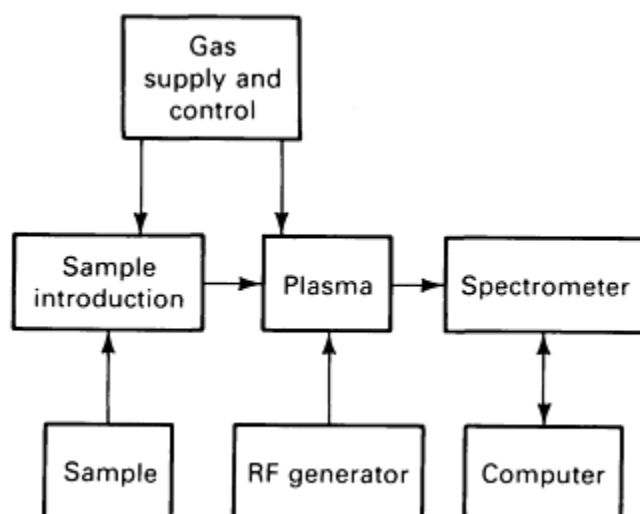 Gas
supply and
control
Sample
introduction
Plasma
Spectrometer
Sample
RF generator
Computer